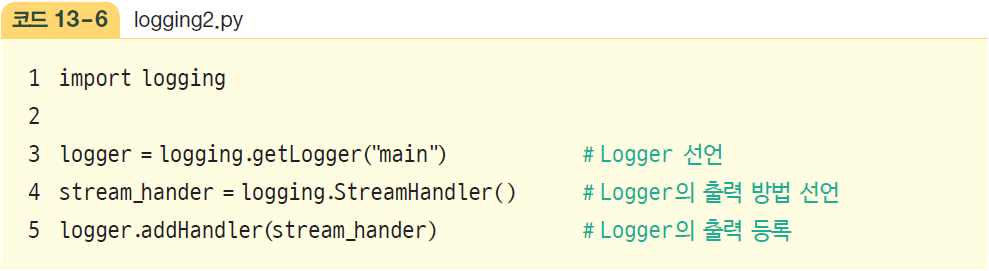 코드 13-6 logging2.py
1 import logging
2
3 logger = logging.getLogger("main") # Logger 선언
4 stream_hander = logging.StreamHandler() # Logger의 출력 방법 선언
5 logger.addHandler(stream_hander) # Logger의 출력 등록